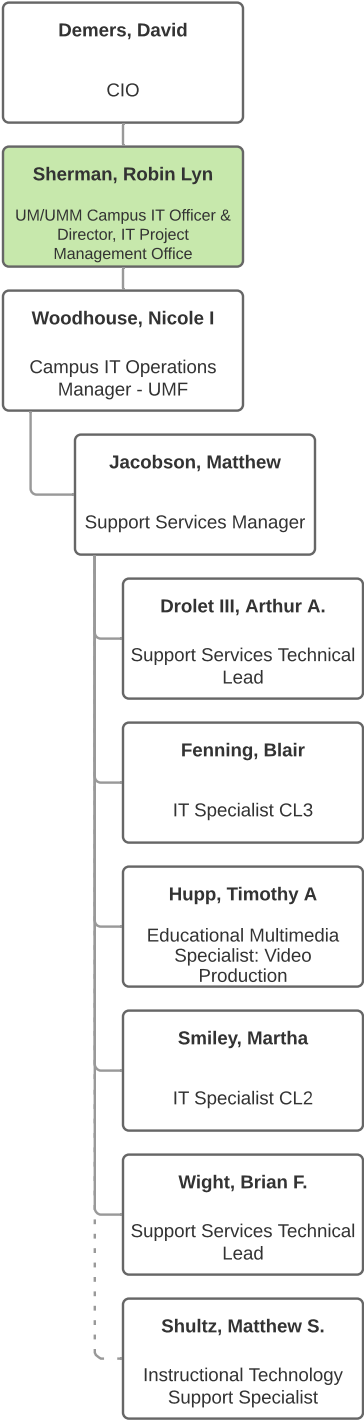 Demers, David
CIO
Sherman, Robin Lyn
UM/UMM Campus IT Officer &
Director, IT Project
Management Office
Woodhouse, Nicole I
Campus IT Operations
Manager - UMF
Jacobson, Matthew
Support Services Manager
Drolet III, Arthur A.
Support Services Technical
Lead
Fenning, Blair
IT Specialist CL3
Hupp, Timothy A
Educational Multimedia
Specialist: Video
Production
Smiley, Martha
IT Specialist CL2
Wight, Brian F.
Support Services Technical
Lead
Shultz, Matthew S.
Instructional Technology
Support Specialist